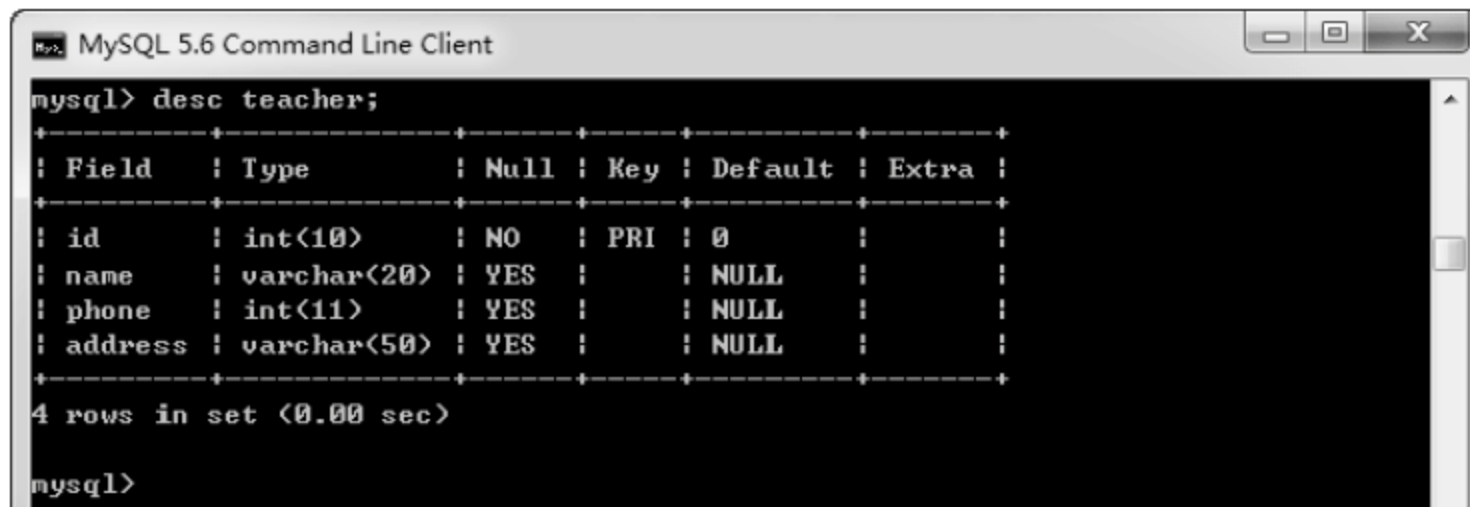 MySQL 5.6 Command Line Client
mysql> desc teacher;
+----------+-------------+------+-----+---------+-------+
| Field | Type | Null | Key | Default | Extra |
+----------+-------------+------+-----+---------+-------+
| id | int(10) | NO | PRI | 0 | |
| name | varchar(20) | YES | | NULL | |
| phone | int(11) | YES | | NULL | |
| address | varchar(50) | YES | | NULL | |
+----------+-------------+------+-----+---------+-------+
4 rows in set (0.00 sec)
mysql>